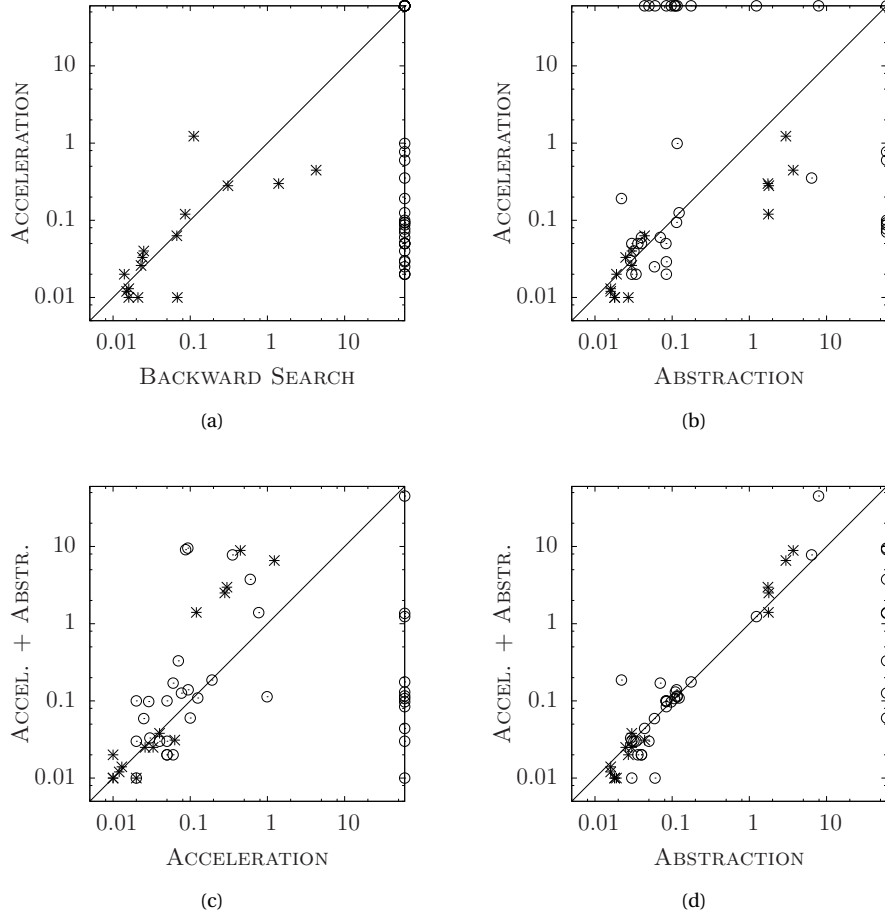 10
1
0.1
0.01
ACCELERATION
0.01 0.1 1 10
BACKWARD SEARCH
(a)
10
1
0.1
0.01
ACCELERATION
0.01 0.1 1 10
ABSTRACTION
(b)
10
1
0.1
0.01
ACCEL. + ABSTR.
0.01 0.1 1 10
ACCELERATION
(c)
10
1
0.1
0.01
ACCEL. + ABSTR.
0.01 0.1 1 10
ABSTRACTION
(d)